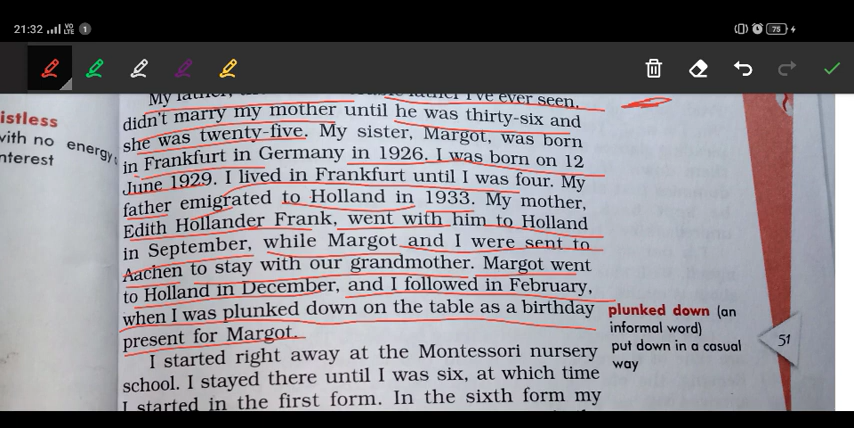 21:32 VO LTE 1 75
My father, I've ever seen,
didn't marry my mother until he was thirty-six and
she was twenty-five. My sister, Margot, was born
in Frankfurt in Germany in 1926. I was born on 12
June 1929. I lived in Frankfurt until I was four. My
father emigrated to Holland in 1933. My mother,
Edith Hollander Frank, went with him to Holland
in September, while Margot and I were sent to
Aachen to stay with our grandmother. Margot went
to Holland in December, and I followed in February,
when I was plunked down on the table as a birthday
present for Margot.
I started right away at the Montessori nursery
school. I stayed there until I was six, at which time
I started in the first form. In the sixth form my
istless
with no energy
nterest
plunked down (an
informal word)
put down in a casual
way
51